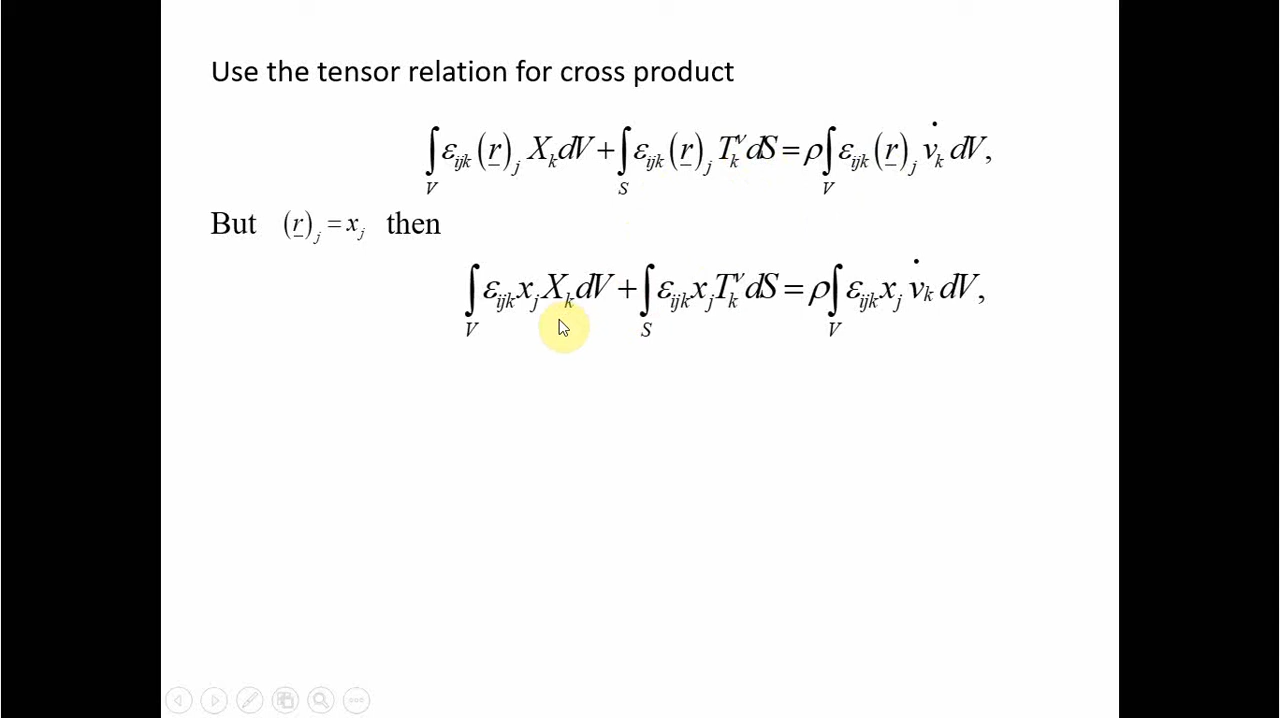 Use the tensor relation for cross product
∫_V ε_ijk (r̲)_j X_k dV + ∫_S ε_ijk (r̲)_j T_k^ν dS = ρ ∫_V ε_ijk (r̲)_j v̇_k dV,
But (r̲)_j = x_j then
∫_V ε_ijk x_j X_k dV + ∫_S ε_ijk x_j T_k^ν dS = ρ ∫_V ε_ijk x_j v̇_k dV,